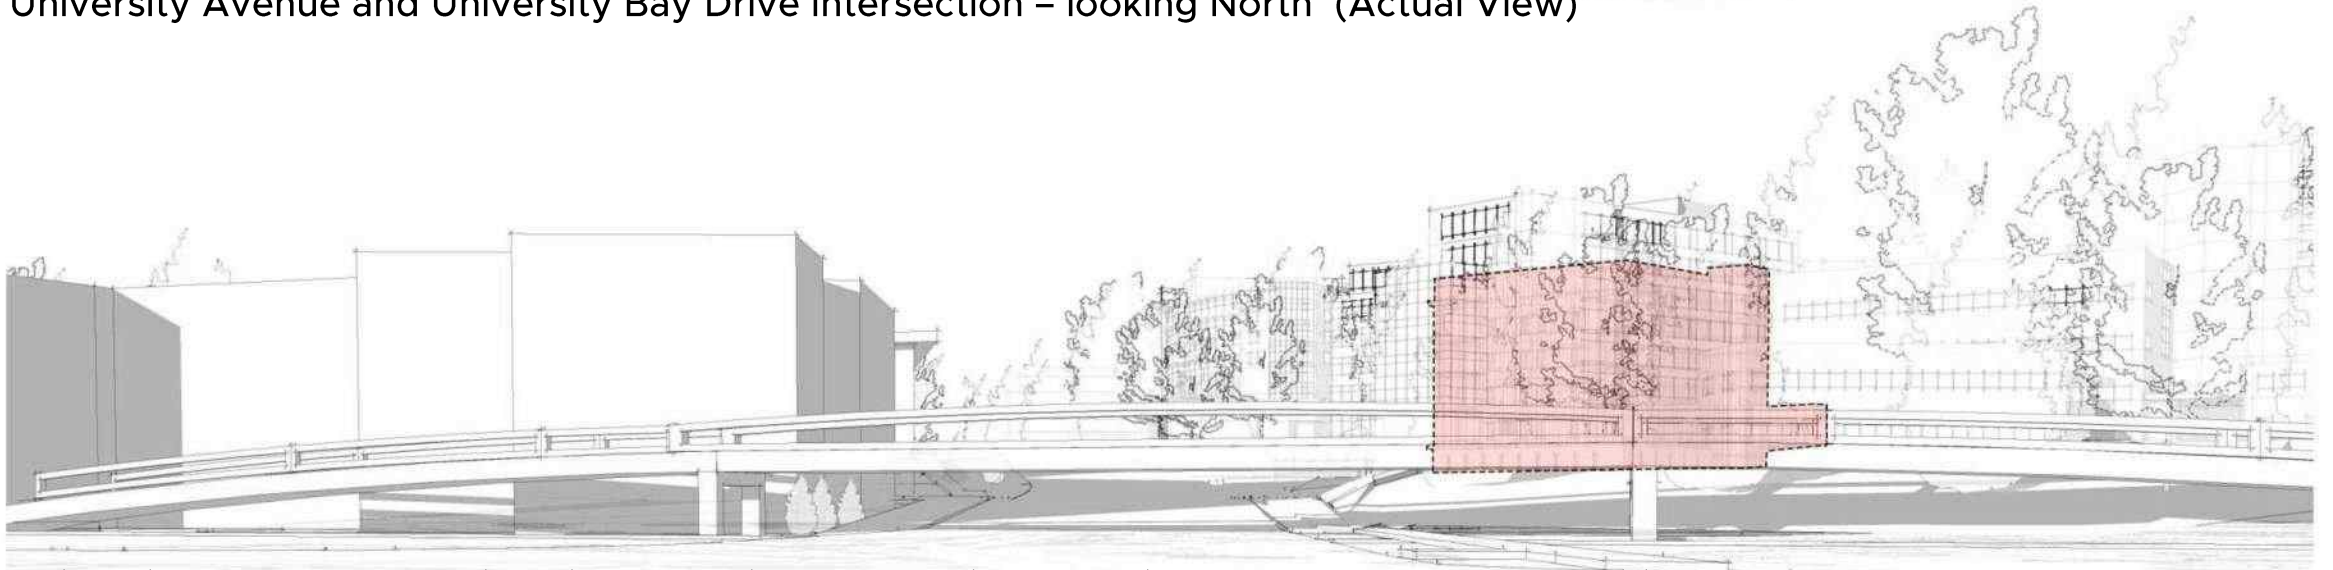 University Avenue and University Bay Drive Intersection – looking North (Actual View)